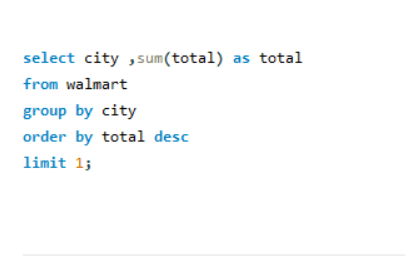 select city ,sum(total) as total
from walmart
group by city
order by total desc
limit 1;